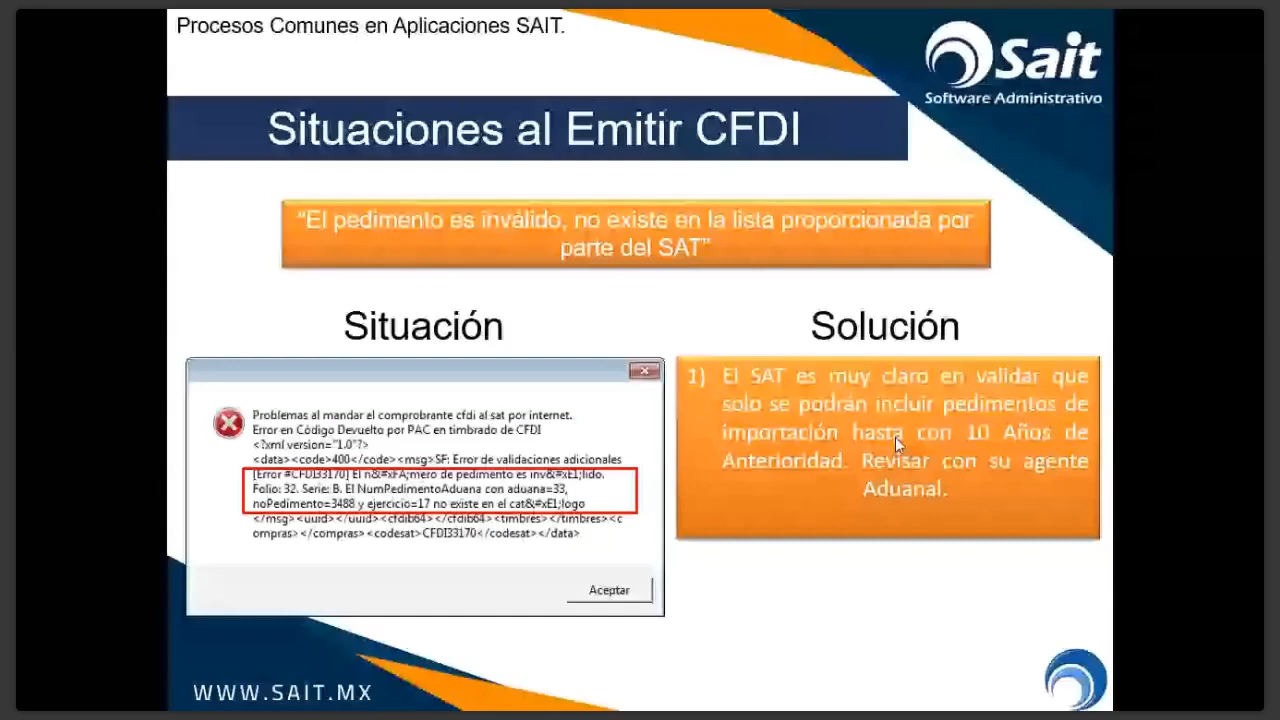 Procesos Comunes en Aplicaciones SAIT.
Sait
Software Administrativo
Situaciones al Emitir CFDI
“El pedimento es inválido, no existe en la lista proporcionada por
parte del SAT”
Situación
Solución
Problemas al mandar el comprobante cfdi al sat por internet.
Error en Código Devuelto por PAC en timbrado de CFDI
<?xml version="1.0"?>
<data><code>400</code><msg>SF: Error de validaciones adicionales
[Error #CFDI33170] El n&#xFA;mero de pedimento es inv&#xE1;lido.
Folio: 32. Serie: B. El NumPedimentoAduana con aduana=33,
noPedimento=3488 y ejercicio=17 no existe en el cat&#xE1;logo
</msg><uuid></uuid><cfdib64></cfdib64><timbres></timbres><c
ompras></compras><codesat>CFDI33170</codesat></data>
Aceptar
1) El SAT es muy claro en validar que
solo se podrán incluir pedimentos de
importación hasta con 10 Años de
Anterioridad. Revisar con su agente
Aduanal.
WWW.SAIT.MX